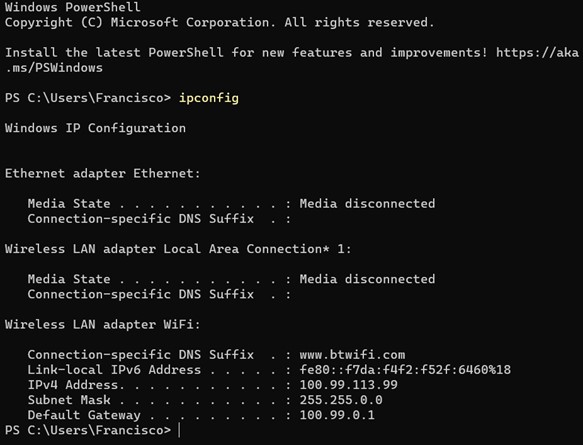 Windows PowerShell
Copyright (C) Microsoft Corporation. All rights reserved.
Install the latest PowerShell for new features and improvements! https://aka
.ms/PSWindows
PS C:\Users\Francisco> ipconfig
Windows IP Configuration
Ethernet adapter Ethernet:
   Media State . . . . . . . . . . . : Media disconnected
   Connection-specific DNS Suffix  . :
Wireless LAN adapter Local Area Connection* 1:
   Media State . . . . . . . . . . . : Media disconnected
   Connection-specific DNS Suffix  . :
Wireless LAN adapter WiFi:
   Connection-specific DNS Suffix  . : www.btwifi.com
   Link-local IPv6 Address . . . . . : fe80::f7da:f4f2:f52f:6460%18
   IPv4 Address. . . . . . . . . . . : 100.99.113.99
   Subnet Mask . . . . . . . . . . . : 255.255.0.0
   Default Gateway . . . . . . . . . : 100.99.0.1
PS C:\Users\Francisco>